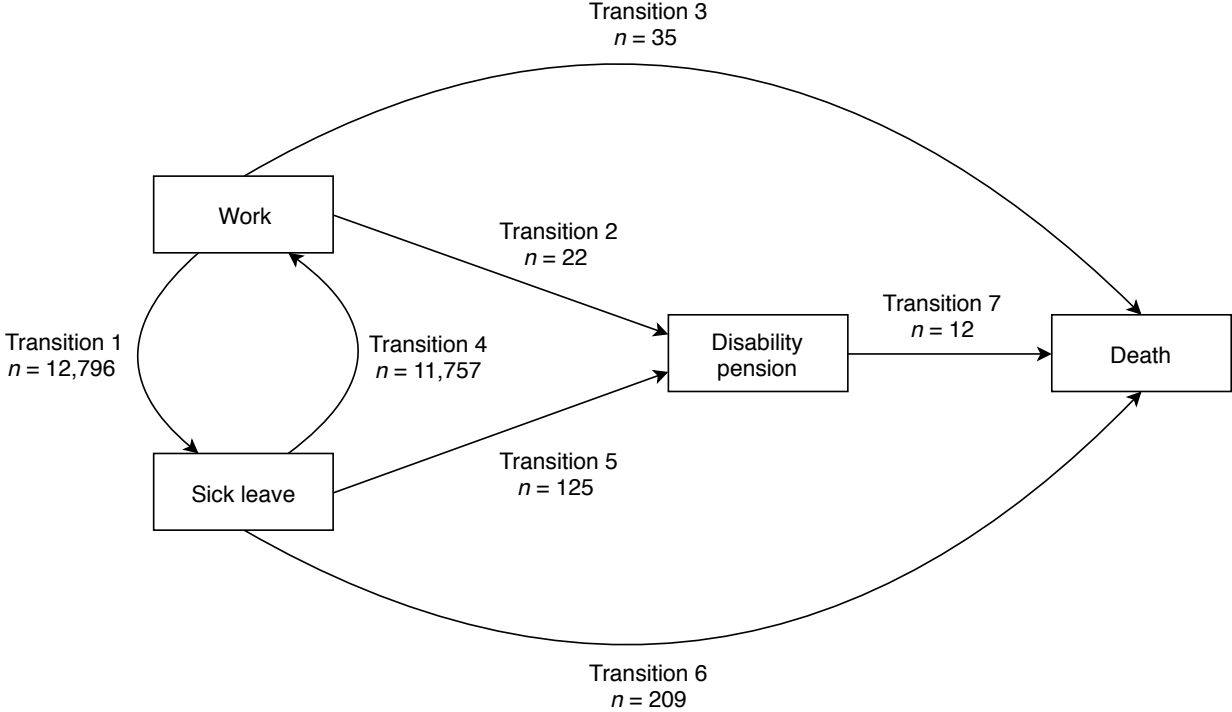 Transition 3
n = 35
Work
Transition 2
n = 22
Transition 1
n = 12,796
Transition 4
n = 11,757
Transition 7
n = 12
Disability
pension
Death
Transition 5
n = 125
Sick leave
Transition 6
n = 209